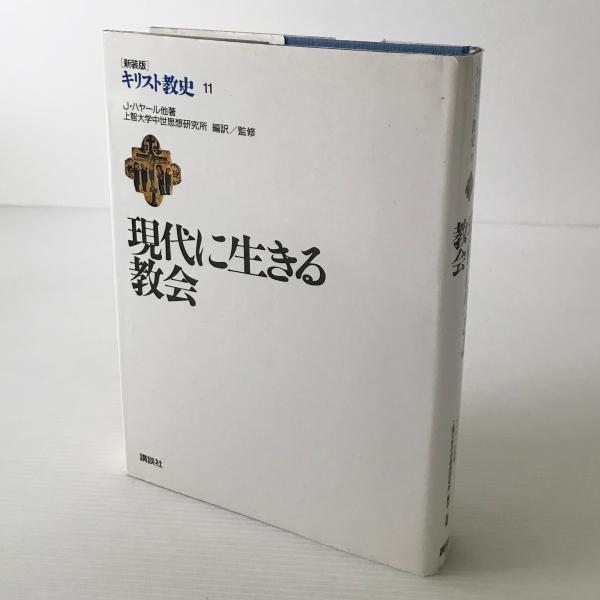 [新装版]
キリスト教史 11
J・ハヤール他著
上智大学中世思想研究所 編訳／監修
現代に生きる
教会
講談社
教会